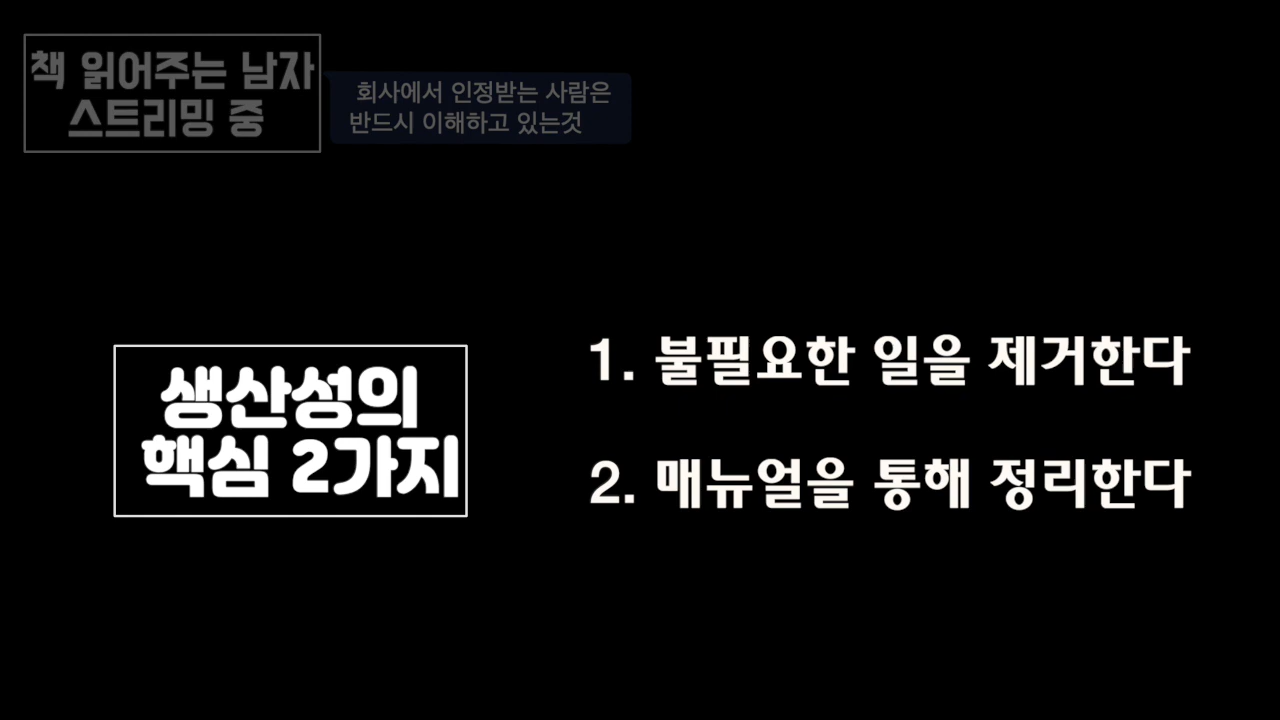 책 읽어주는 남자
스트리밍 중
회사에서 인정받는 사람은
반드시 이해하고 있는것
생산성의
핵심 2가지
1. 불필요한 일을 제거한다
2. 매뉴얼을 통해 정리한다